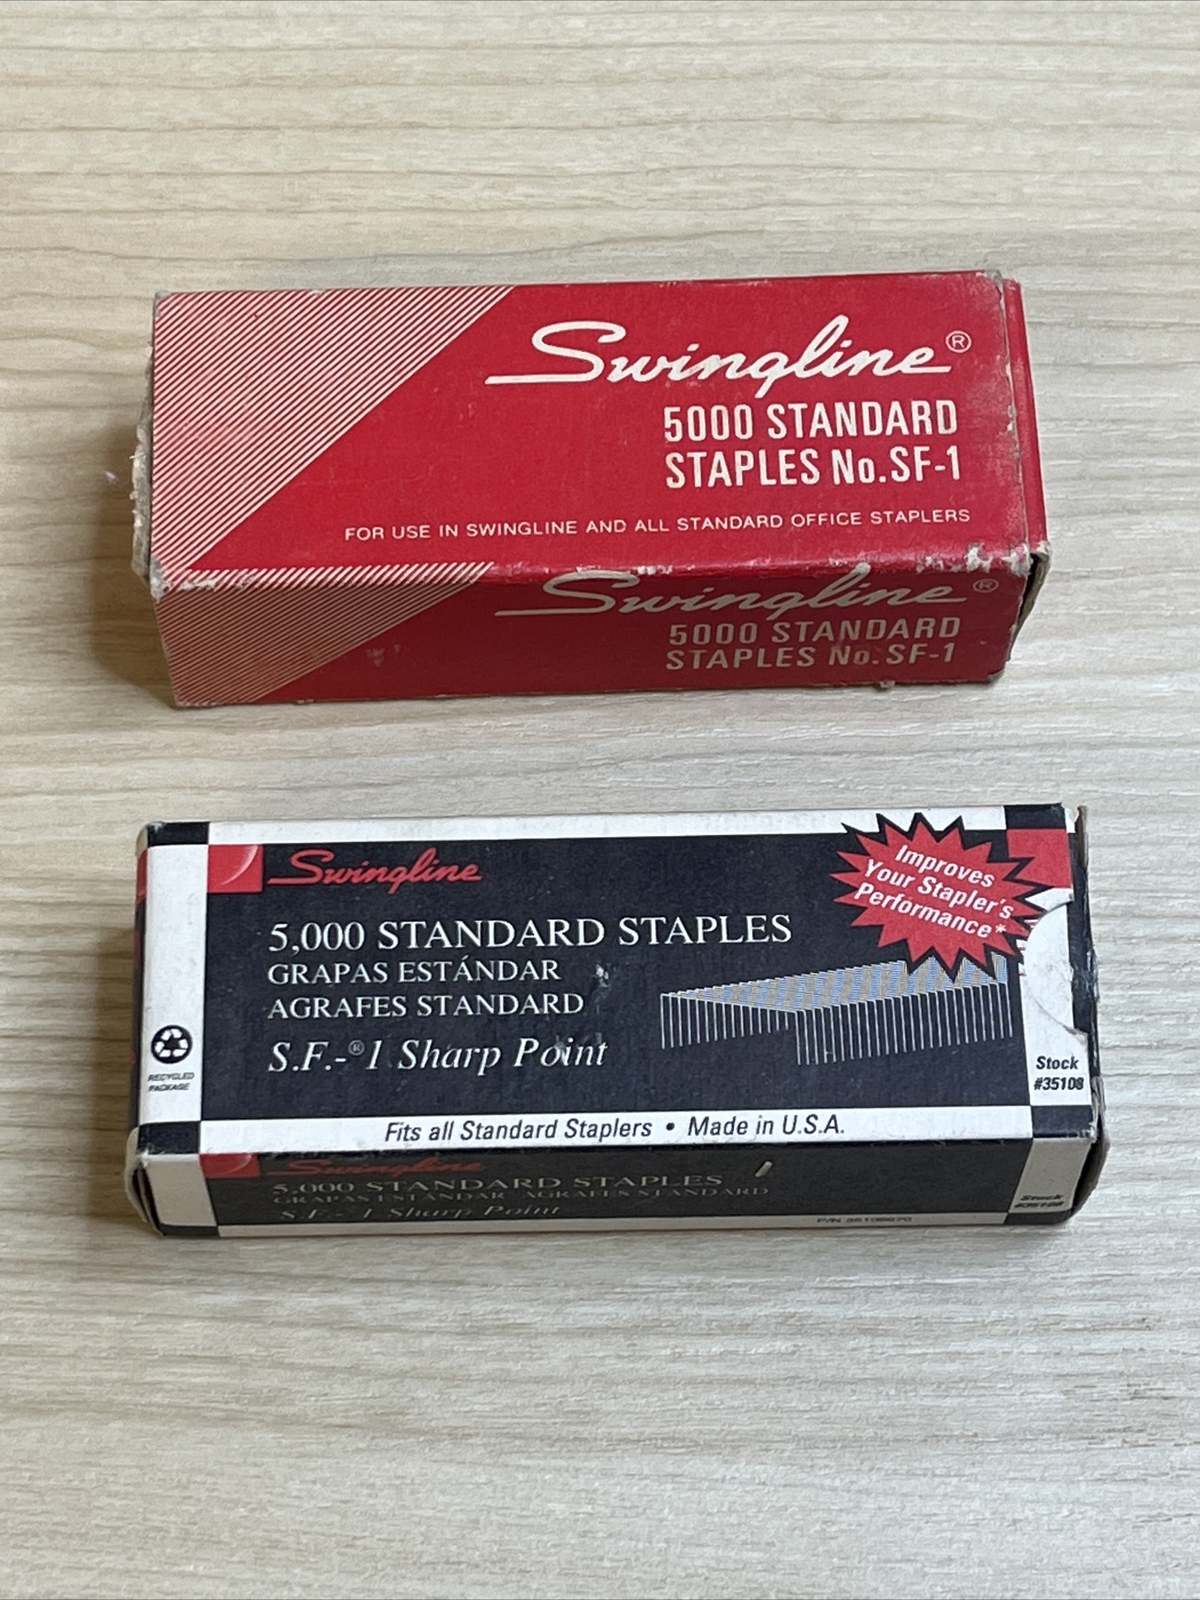 Swingline®
5000 STANDARD
STAPLES No. SF-1
FOR USE IN SWINGLINE AND ALL STANDARD OFFICE STAPLERS
Swingline®
5000 STANDARD
STAPLES No. SF-1
Swingline
Improves
Your Stapler's
Performance*
5,000 STANDARD STAPLES
GRAPAS ESTÁNDAR
AGRAFES STANDARD
S.F.-®1 Sharp Point
RECYCLED
PACKAGE
Stock
#35108
Fits all Standard Staplers • Made in U.S.A.
Swingline
5,000 STANDARD STAPLES
GRAPAS ESTÁNDAR AGRAFES STANDARD
S.F.-®1 Sharp Point
Stock
#35108
P/N